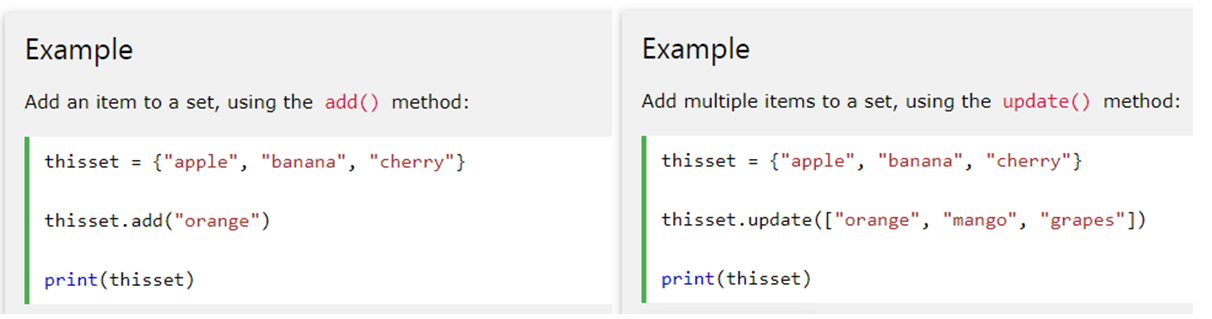 Example
Add an item to a set, using the add() method:
thisset = {"apple", "banana", "cherry"}
thisset.add("orange")
print(thisset)
Example
Add multiple items to a set, using the update() method:
thisset = {"apple", "banana", "cherry"}
thisset.update(["orange", "mango", "grapes"])
print(thisset)